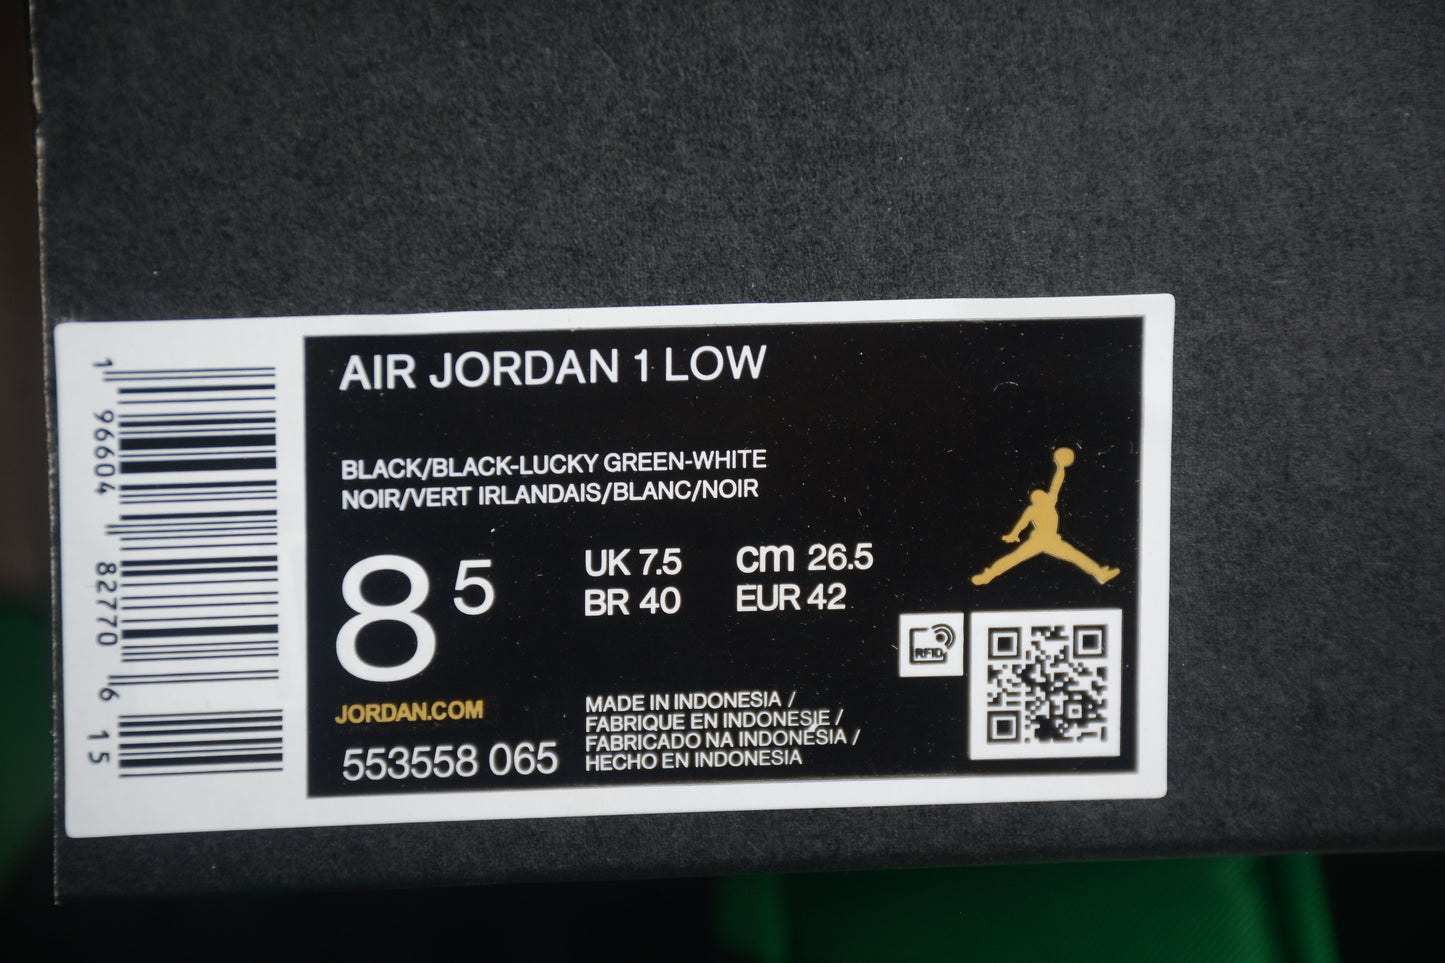 AIR JORDAN 1 LOW
BLACK/BLACK-LUCKY GREEN-WHITE
NOIR/VERT IRLANDAIS/BLANC/NOIR
8 5
UK 7.5 cm 26.5
BR 40 EUR 42
RFID
JORDAN.COM
553558 065
MADE IN INDONESIA /
FABRIQUE EN INDONESIE /
FABRICADO NA INDONÉSIA /
HECHO EN INDONESIA
1 96604 82770 6 15